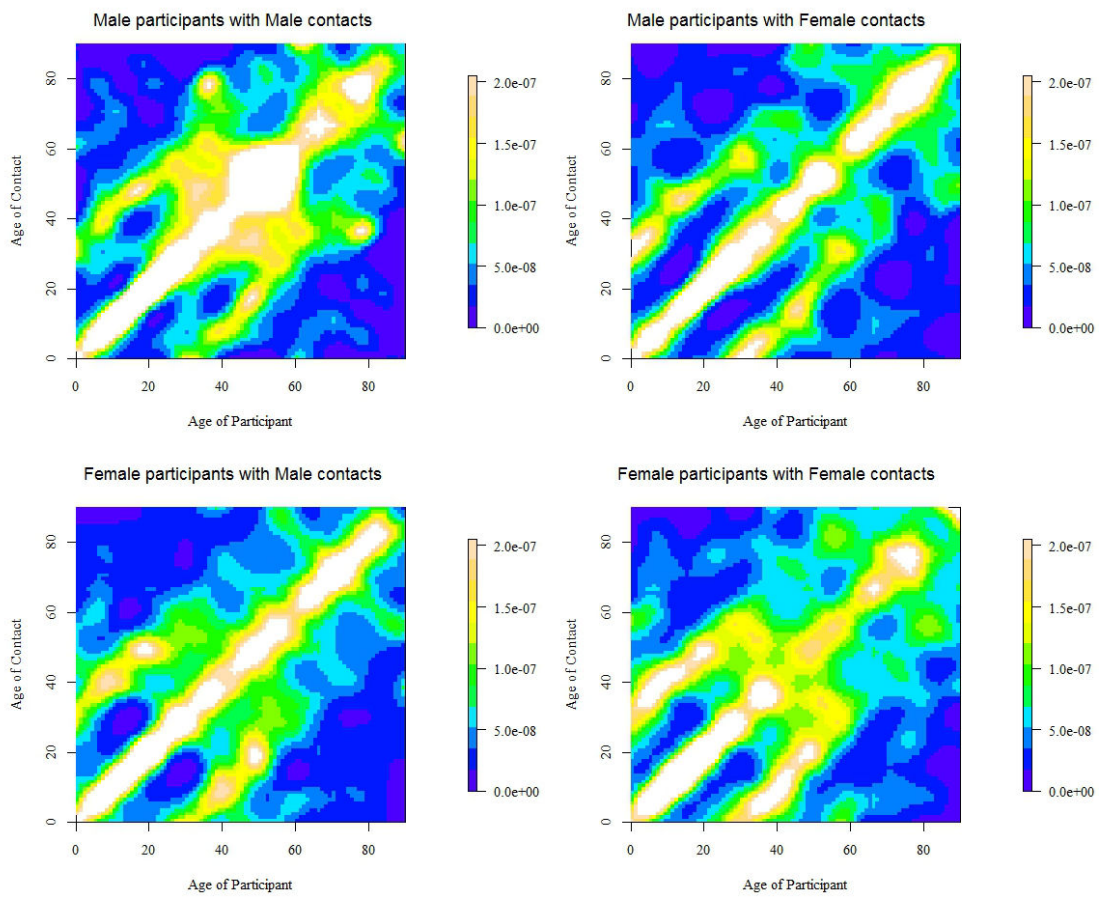 Male participants with Male contacts
Male participants with Female contacts
80
60
40
20
0
Age of Contact
0 20 40 60 80
Age of Participant
2.0e-07
1.5e-07
1.0e-07
5.0e-08
0.0e+00
80
60
40
20
0
Age of Contact
0 20 40 60 80
Age of Participant
2.0e-07
1.5e-07
1.0e-07
5.0e-08
0.0e+00
Female participants with Male contacts
Female participants with Female contacts
80
60
40
20
0
Age of Contact
0 20 40 60 80
Age of Participant
2.0e-07
1.5e-07
1.0e-07
5.0e-08
0.0e+00
80
60
40
20
0
Age of Contact
0 20 40 60 80
Age of Participant
2.0e-07
1.5e-07
1.0e-07
5.0e-08
0.0e+00